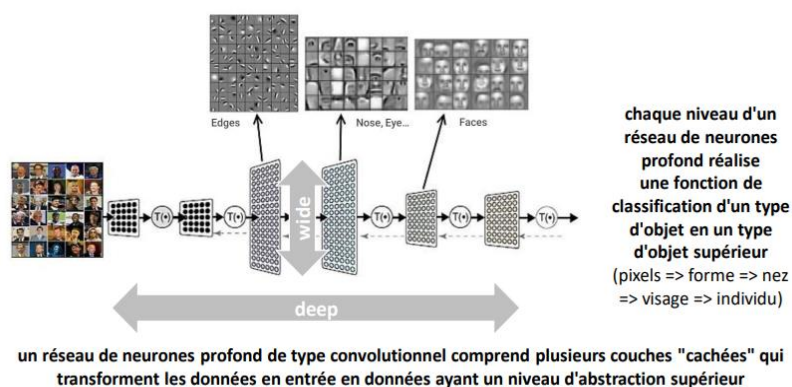 Edges
Nose, Eye...
Faces
T(•)
T(•)
wide
T(•)
T(•)
T(•)
deep
chaque niveau d'un
réseau de neurones
profond réalise
une fonction de
classification d'un type
d'objet en un type
d'objet supérieur
(pixels => forme => nez
=> visage => individu)
un réseau de neurones profond de type convolutionnel comprend plusieurs couches "cachées" qui
transforment les données en entrée en données ayant un niveau d'abstraction supérieur